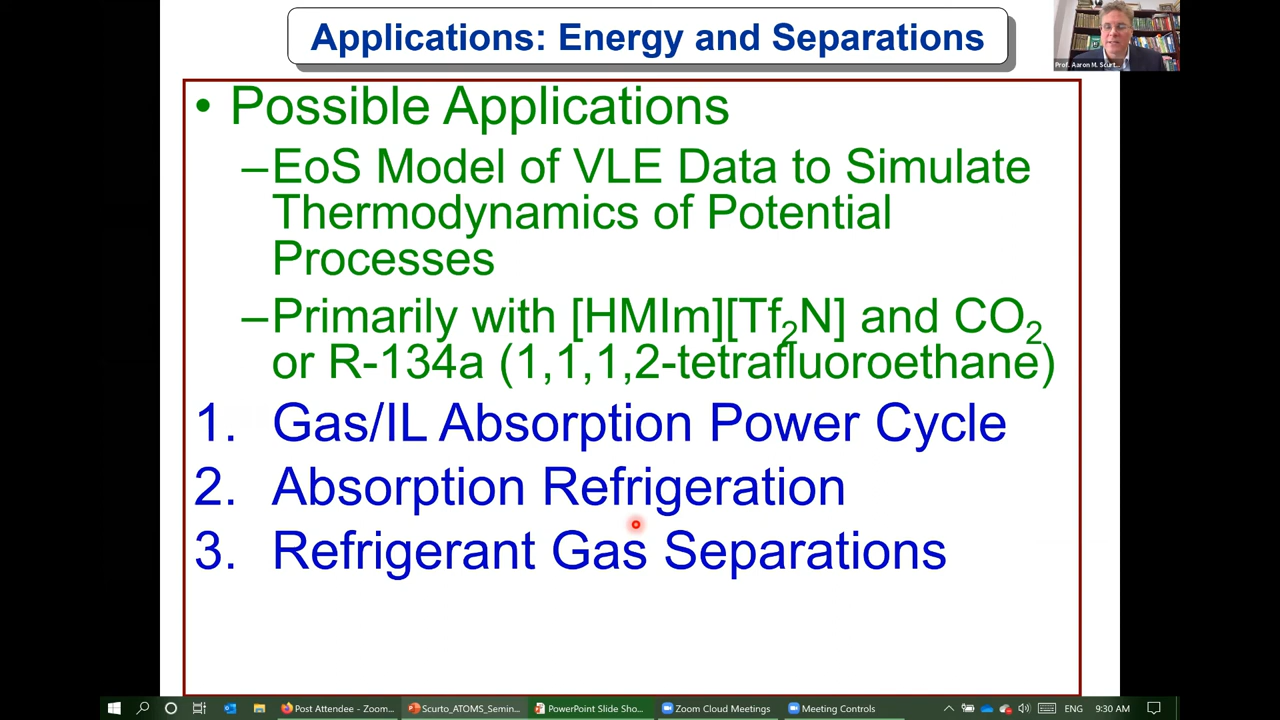 Applications: Energy and Separations
Prof. Aaron M. Scurt...
• Possible Applications
–EoS Model of VLE Data to Simulate
Thermodynamics of Potential
Processes
–Primarily with [HMIm][Tf₂N] and CO₂
or R-134a (1,1,1,2-tetrafluoroethane)
1. Gas/IL Absorption Power Cycle
2. Absorption Refrigeration
3. Refrigerant Gas Separations
Post Attendee - Zoom... Scurto_ATOMS_Semin... PowerPoint Slide Sho... Zoom Cloud Meetings Meeting Controls ENG 9:30 AM